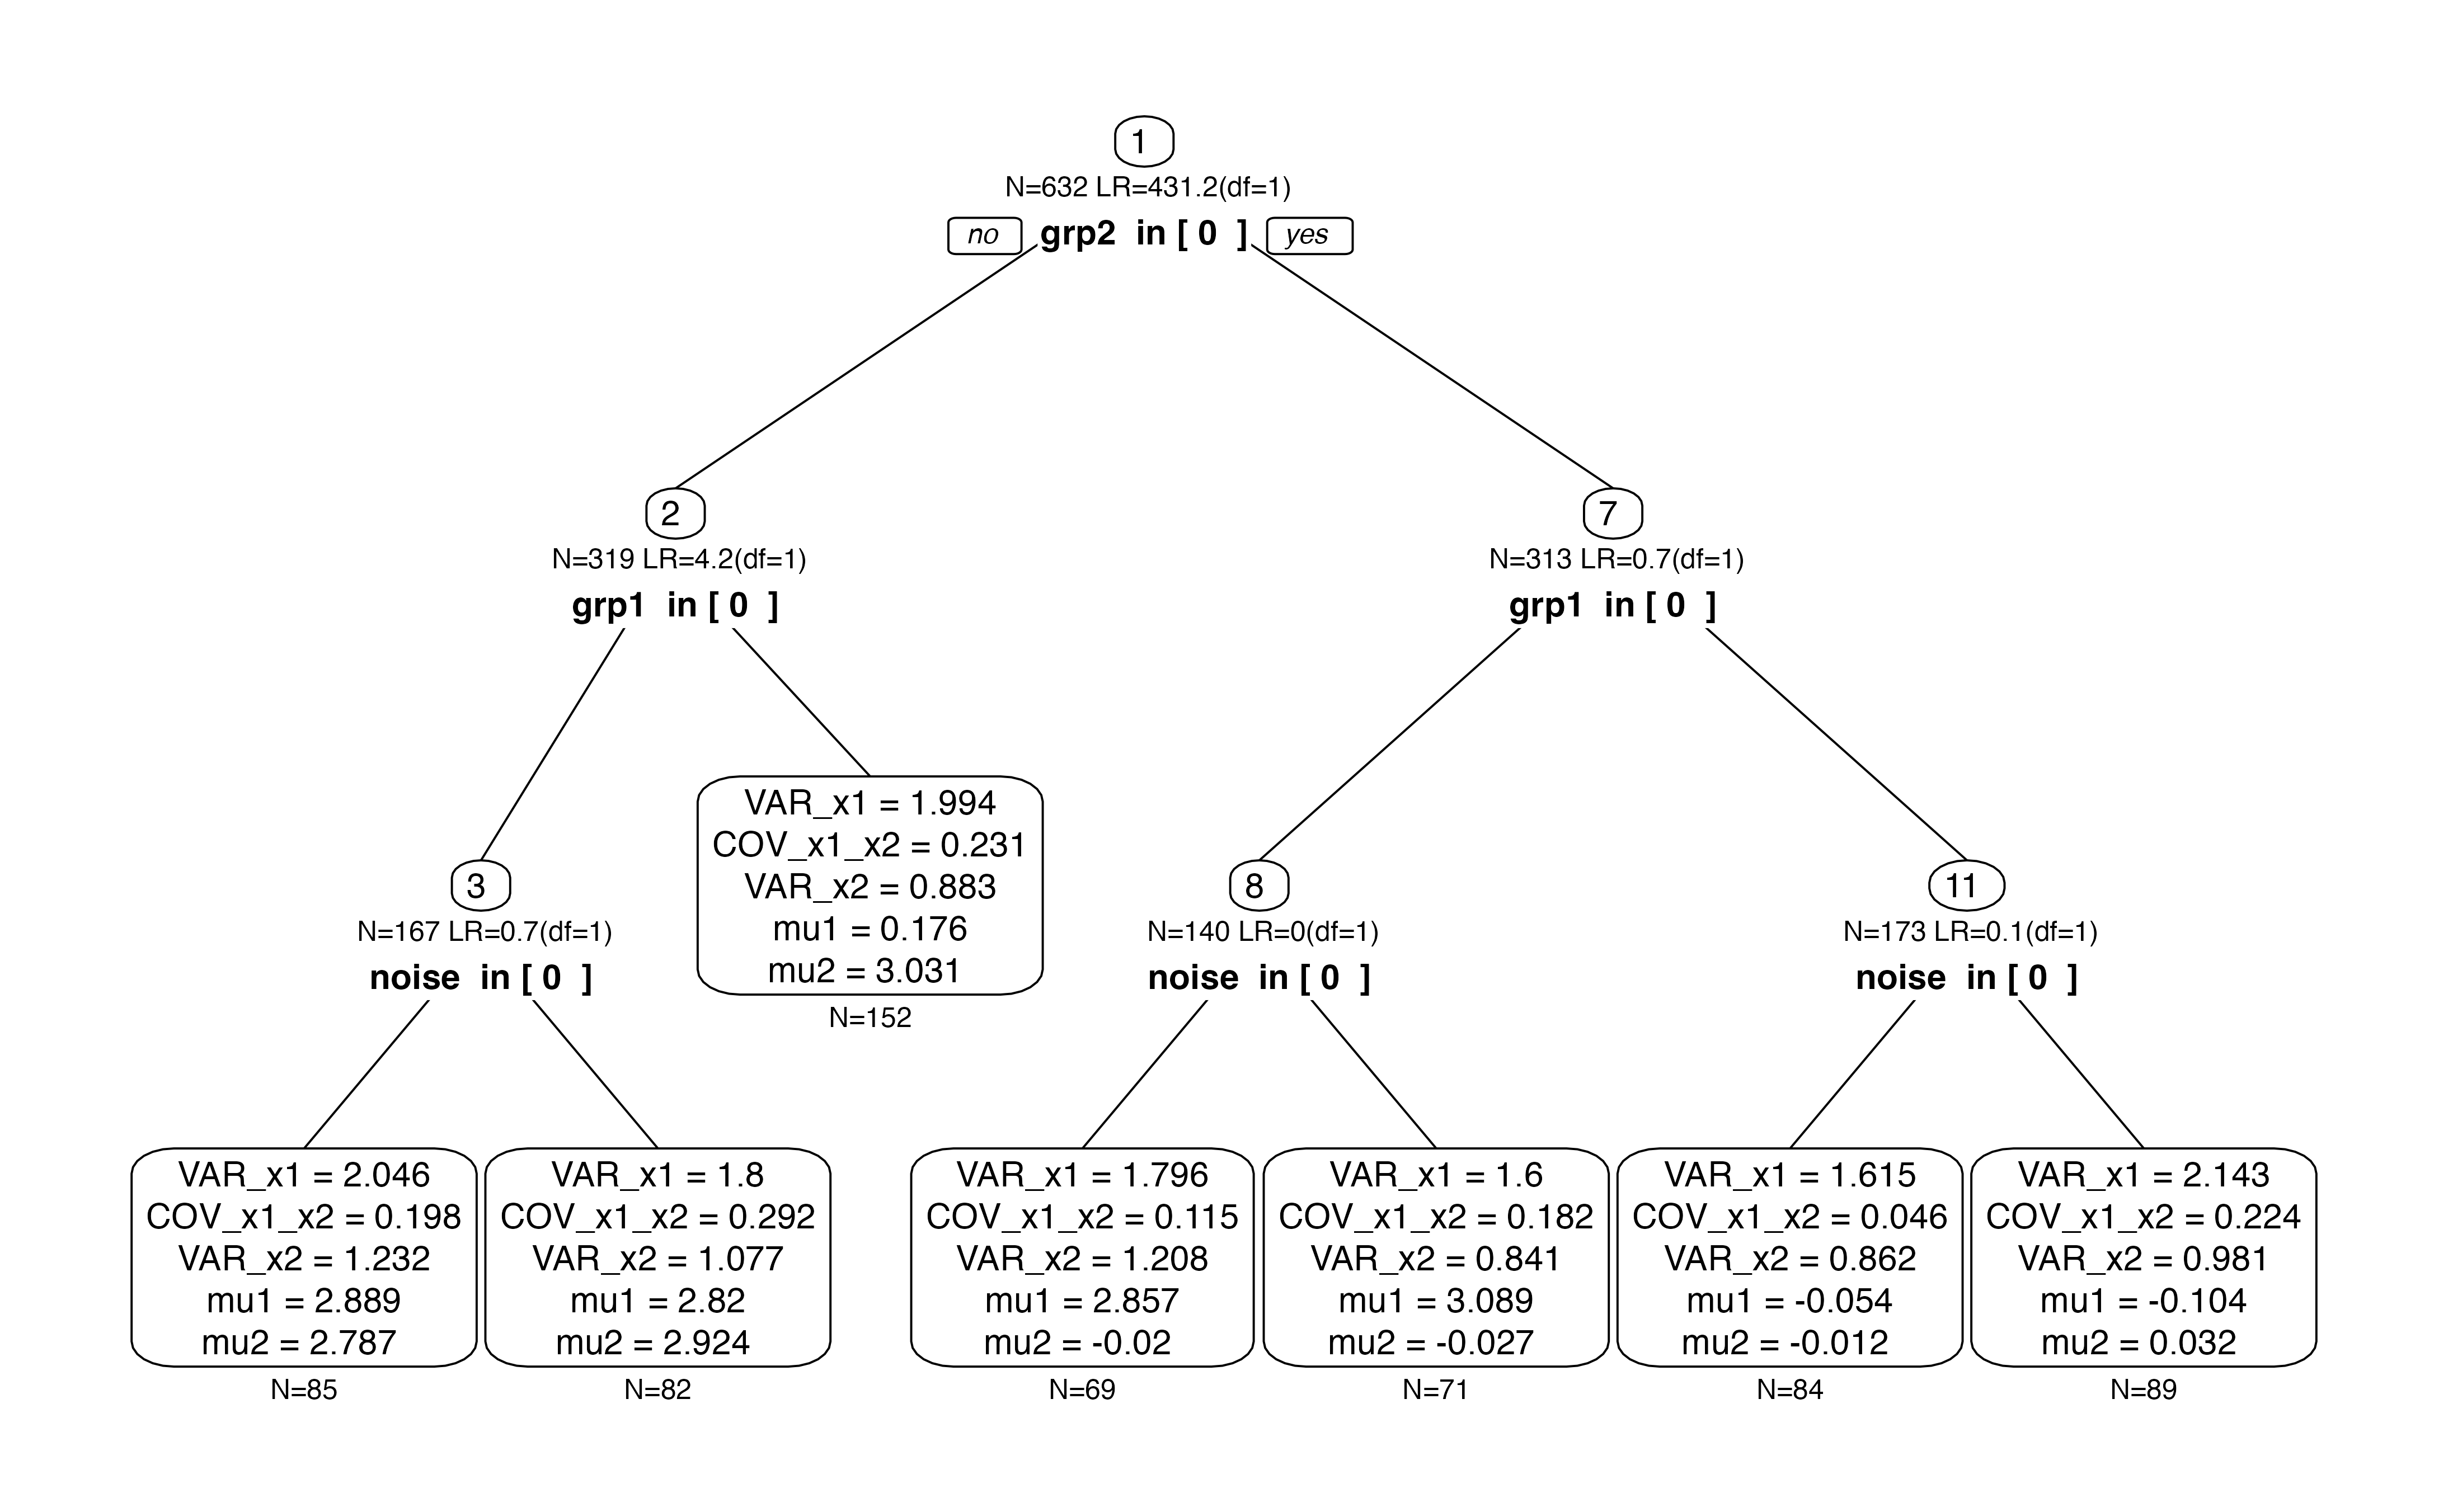 1
N=632 LR=431.2(df=1)
no grp2 in [ 0 ] yes
2
N=319 LR=4.2(df=1)
grp1 in [ 0 ]
7
N=313 LR=0.7(df=1)
grp1 in [ 0 ]
3
N=167 LR=0.7(df=1)
noise in [ 0 ]
VAR_x1 = 1.994
COV_x1_x2 = 0.231
VAR_x2 = 0.883
mu1 = 0.176
mu2 = 3.031
N=152
8
N=140 LR=0(df=1)
noise in [ 0 ]
11
N=173 LR=0.1(df=1)
noise in [ 0 ]
VAR_x1 = 2.046
COV_x1_x2 = 0.198
VAR_x2 = 1.232
mu1 = 2.889
mu2 = 2.787
N=85
VAR_x1 = 1.8
COV_x1_x2 = 0.292
VAR_x2 = 1.077
mu1 = 2.82
mu2 = 2.924
N=82
VAR_x1 = 1.796
COV_x1_x2 = 0.115
VAR_x2 = 1.208
mu1 = 2.857
mu2 = -0.02
N=69
VAR_x1 = 1.6
COV_x1_x2 = 0.182
VAR_x2 = 0.841
mu1 = 3.089
mu2 = -0.027
N=71
VAR_x1 = 1.615
COV_x1_x2 = 0.046
VAR_x2 = 0.862
mu1 = -0.054
mu2 = -0.012
N=84
VAR_x1 = 2.143
COV_x1_x2 = 0.224
VAR_x2 = 0.981
mu1 = -0.104
mu2 = 0.032
N=89